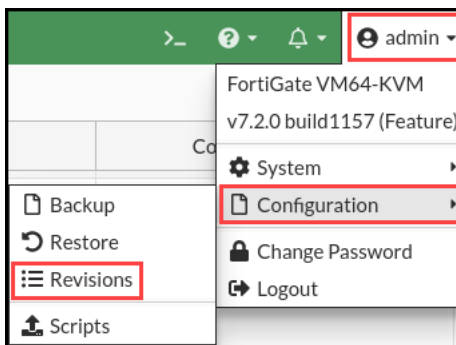 >_
admin
FortiGate VM64-KVM
v7.2.0 build1157 (Feature)
Co
System
Configuration
Change Password
Logout
Backup
Restore
Revisions
Scripts